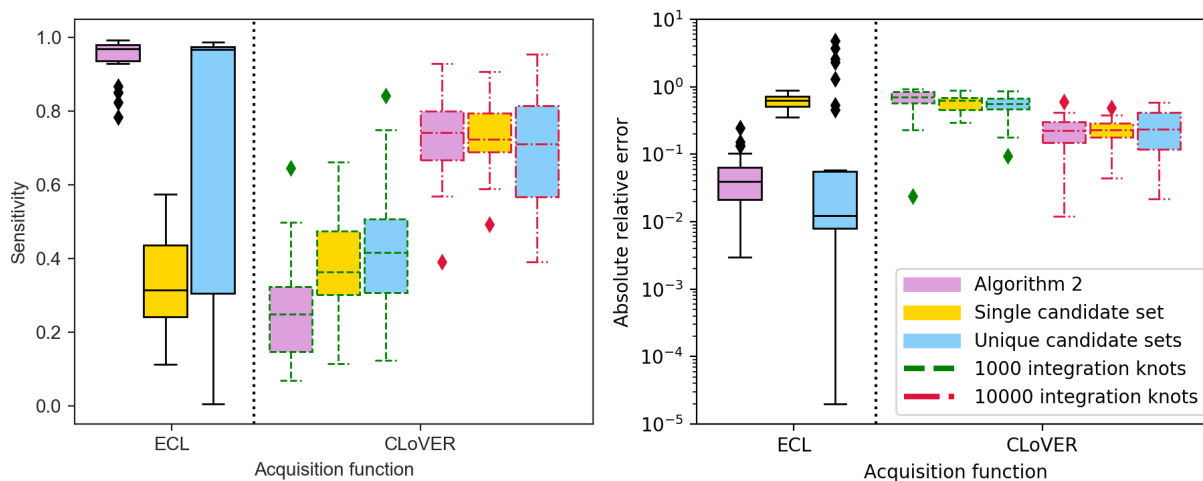 Sensitivity
1.0
0.8
0.6
0.4
0.2
0.0
ECL
CLoVER
Acquisition function
Absolute relative error
10^1
10^0
10^-1
10^-2
10^-3
10^-4
10^-5
Algorithm 2
Single candidate set
Unique candidate sets
1000 integration knots
10000 integration knots
ECL
CLoVER
Acquisition function